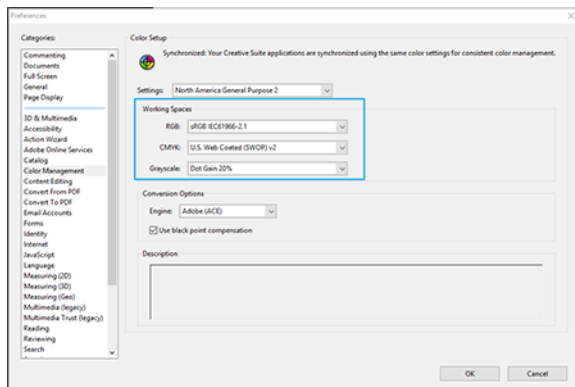 Preferences
Categories:
Commenting
Documents
Full Screen
General
Page Display
3D & Multimedia
Accessibility
Action Wizard
Adobe Online Services
Catalog
Color Management
Content Editing
Convert From PDF
Convert To PDF
Email Accounts
Forms
Identity
Internet
JavaScript
Language
Measuring (2D)
Measuring (3D)
Measuring (Geo)
Multimedia (legacy)
Multimedia Trust (legacy)
Reading
Reviewing
Search
Color Setup
Synchronized: Your Creative Suite applications are synchronized using the same color settings for consistent color management.
Settings: North America General Purpose 2
Working Spaces
RGB: sRGB IEC61966-2.1
CMYK: U.S. Web Coated (SWOP) v2
Grayscale: Dot Gain 20%
Conversion Options
Engine: Adobe (ACE)
Use black point compensation
Description
OK Cancel